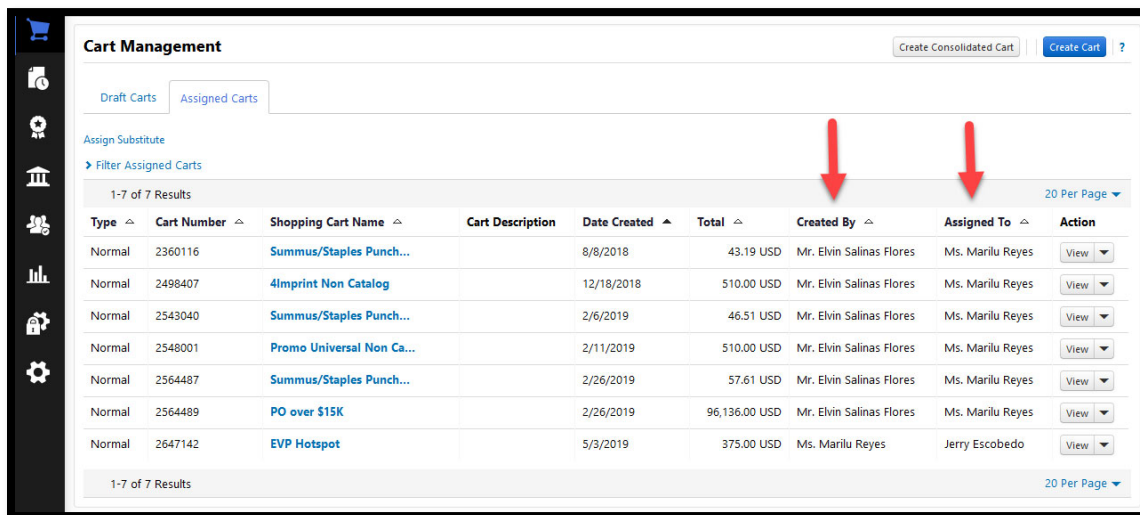 Cart Management
Create Consolidated Cart Create Cart ?
Draft Carts Assigned Carts
Assign Substitute
Filter Assigned Carts
1-7 of 7 Results 20 Per Page
Type Cart Number Shopping Cart Name Cart Description Date Created Total Created By Assigned To Action
Normal 2360116 Summus/Staples Punch... 8/8/2018 43.19 USD Mr. Elvin Salinas Flores Ms. Marilu Reyes View
Normal 2498407 4Imprint Non Catalog 12/18/2018 510.00 USD Mr. Elvin Salinas Flores Ms. Marilu Reyes View
Normal 2543040 Summus/Staples Punch... 2/6/2019 46.51 USD Mr. Elvin Salinas Flores Ms. Marilu Reyes View
Normal 2548001 Promo Universal Non Ca... 2/11/2019 510.00 USD Mr. Elvin Salinas Flores Ms. Marilu Reyes View
Normal 2564487 Summus/Staples Punch... 2/26/2019 57.61 USD Mr. Elvin Salinas Flores Ms. Marilu Reyes View
Normal 2564489 PO over $15K 2/26/2019 96,136.00 USD Mr. Elvin Salinas Flores Ms. Marilu Reyes View
Normal 2647142 EVP Hotspot 5/3/2019 375.00 USD Ms. Marilu Reyes Jerry Escobedo View
1-7 of 7 Results 20 Per Page